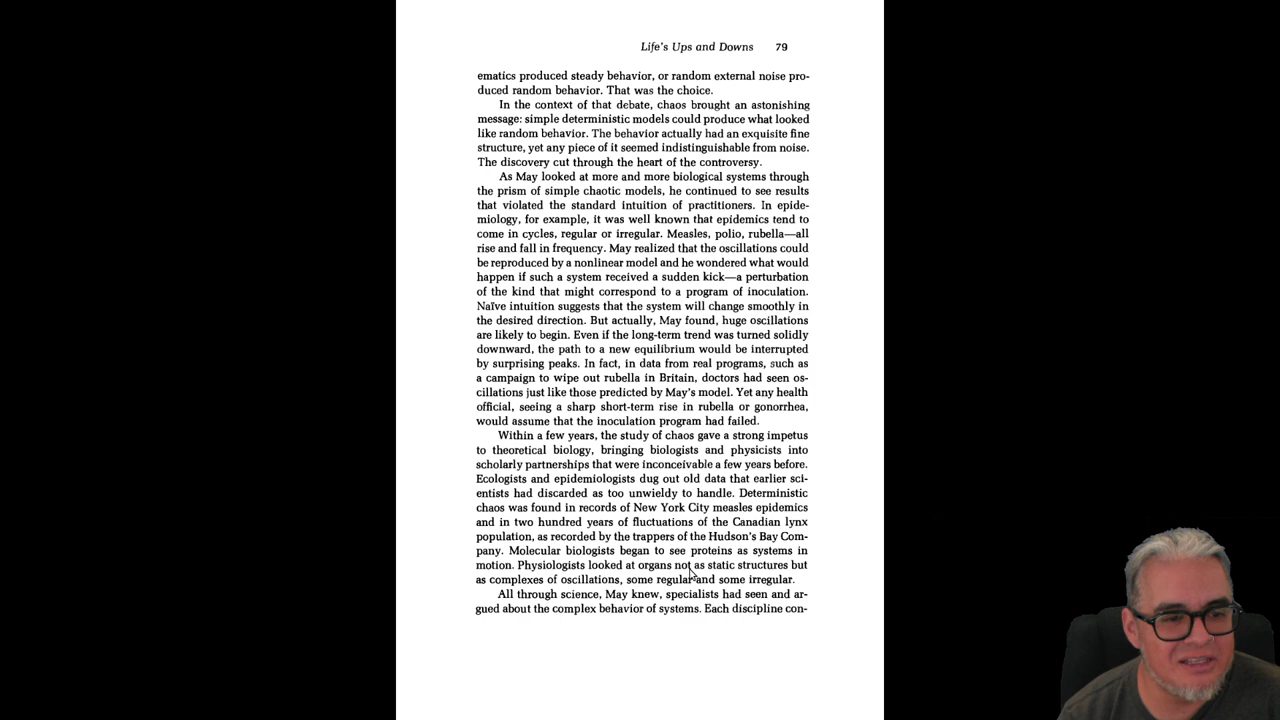 Life's Ups and Downs 79
ematics produced steady behavior, or random external noise pro-
duced random behavior. That was the choice.
In the context of that debate, chaos brought an astonishing
message: simple deterministic models could produce what looked
like random behavior. The behavior actually had an exquisite fine
structure, yet any piece of it seemed indistinguishable from noise.
The discovery cut through the heart of the controversy.
As May looked at more and more biological systems through
the prism of simple chaotic models, he continued to see results
that violated the standard intuition of practitioners. In epide-
miology, for example, it was well known that epidemics tend to
come in cycles, regular or irregular. Measles, polio, rubella—all
rise and fall in frequency. May realized that the oscillations could
be reproduced by a nonlinear model and he wondered what would
happen if such a system received a sudden kick—a perturbation
of the kind that might correspond to a program of inoculation.
Naïve intuition suggests that the system will change smoothly in
the desired direction. But actually, May found, huge oscillations
are likely to begin. Even if the long-term trend was turned solidly
downward, the path to a new equilibrium would be interrupted
by surprising peaks. In fact, in data from real programs, such as
a campaign to wipe out rubella in Britain, doctors had seen os-
cillations just like those predicted by May's model. Yet any health
official, seeing a sharp short-term rise in rubella or gonorrhea,
would assume that the inoculation program had failed.
Within a few years, the study of chaos gave a strong impetus
to theoretical biology, bringing biologists and physicists into
scholarly partnerships that were inconceivable a few years before.
Ecologists and epidemiologists dug out old data that earlier sci-
entists had discarded as too unwieldy to handle. Deterministic
chaos was found in records of New York City measles epidemics
and in two hundred years of fluctuations of the Canadian lynx
population, as recorded by the trappers of the Hudson's Bay Com-
pany. Molecular biologists began to see proteins as systems in
motion. Physiologists looked at organs not as static structures but
as complexes of oscillations, some regular and some irregular.
All through science, May knew, specialists had seen and ar-
gued about the complex behavior of systems. Each discipline con-